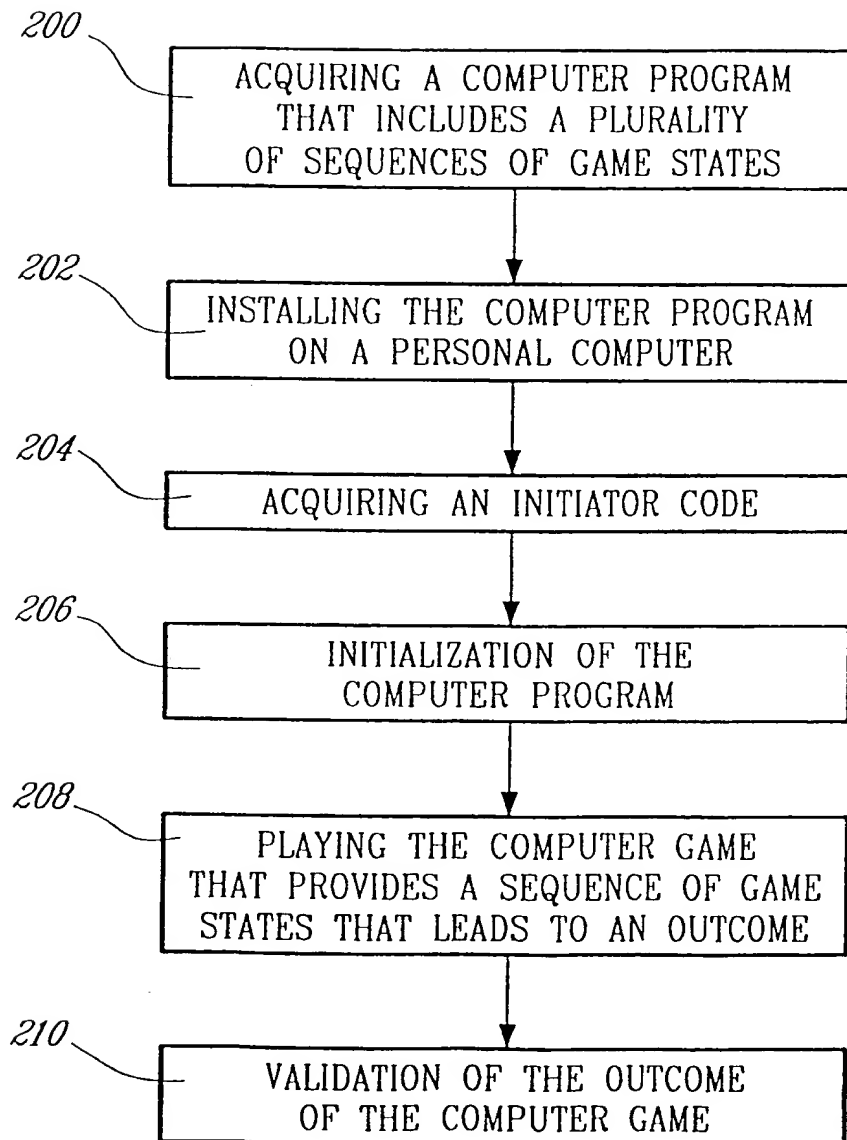 200
ACQUIRING A COMPUTER PROGRAM
THAT INCLUDES A PLURALITY
OF SEQUENCES OF GAME STATES
202
INSTALLING THE COMPUTER PROGRAM
ON A PERSONAL COMPUTER
204
ACQUIRING AN INITIATOR CODE
206
INITIALIZATION OF THE
COMPUTER PROGRAM
208
PLAYING THE COMPUTER GAME
THAT PROVIDES A SEQUENCE OF GAME
STATES THAT LEADS TO AN OUTCOME
210
VALIDATION OF THE OUTCOME
OF THE COMPUTER GAME